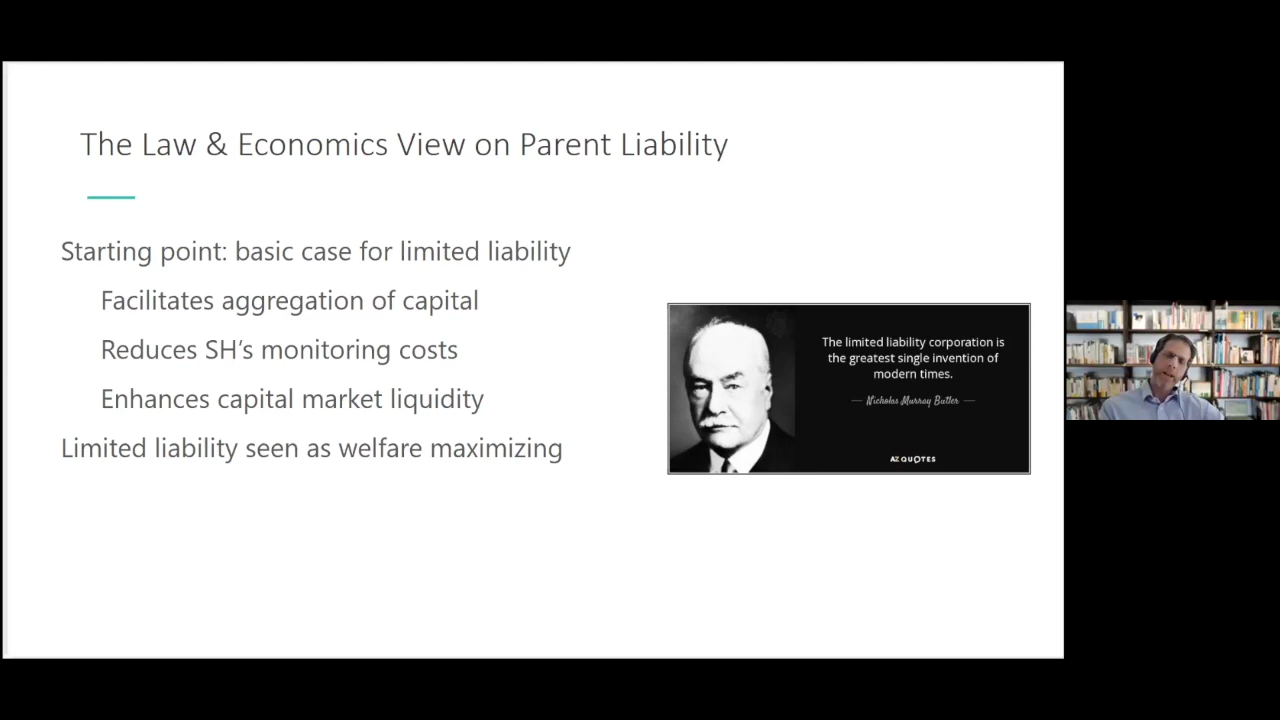 The Law & Economics View on Parent Liability
Starting point: basic case for limited liability
Facilitates aggregation of capital
Reduces SH’s monitoring costs
Enhances capital market liquidity
Limited liability seen as welfare maximizing
The limited liability corporation is
the greatest single invention of
modern times.
— Nicholas Murray Butler —
AZ QUOTES